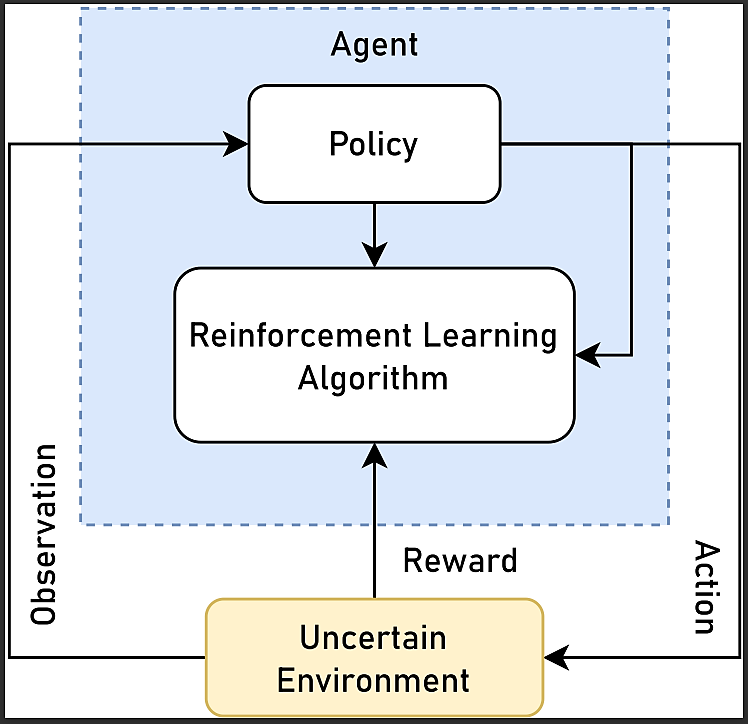 Agent
Policy
Reinforcement Learning
Algorithm
Observation
Reward
Action
Uncertain
Environment